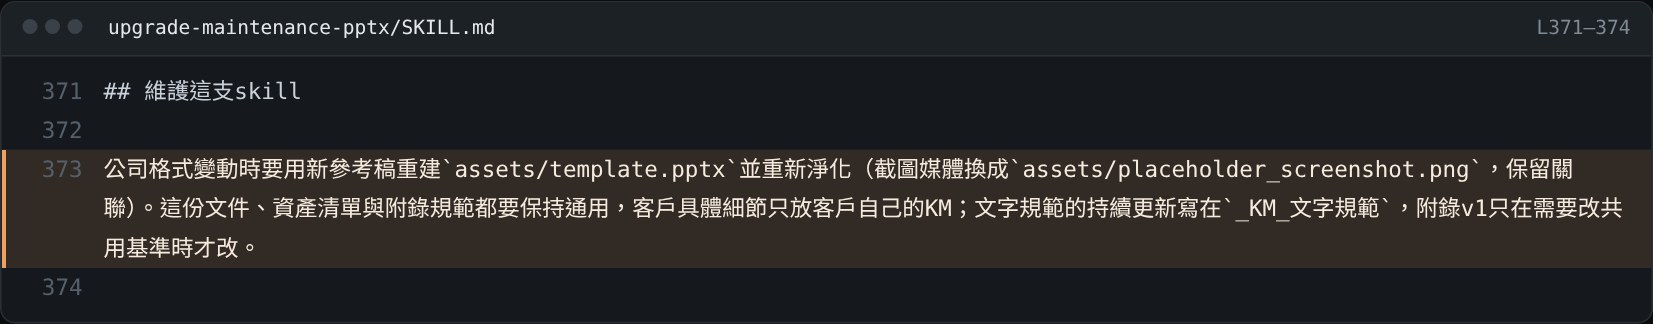 upgrade-maintenance-pptx/SKILL.md
L371–374
371 ## 維護這支skill
372
373 公司格式變動時要用新參考稿重建`assets/template.pptx`並重新淨化（截圖媒體換成`assets/placeholder_screenshot.png`，保留關
聯）。這份文件、資產清單與附錄規範都要保持通用，客戶具體細節只放客戶自己的KM；文字規範的持續更新寫在`_KM_文字規範`，附錄v1只在需要改共
用基準時才改。
374